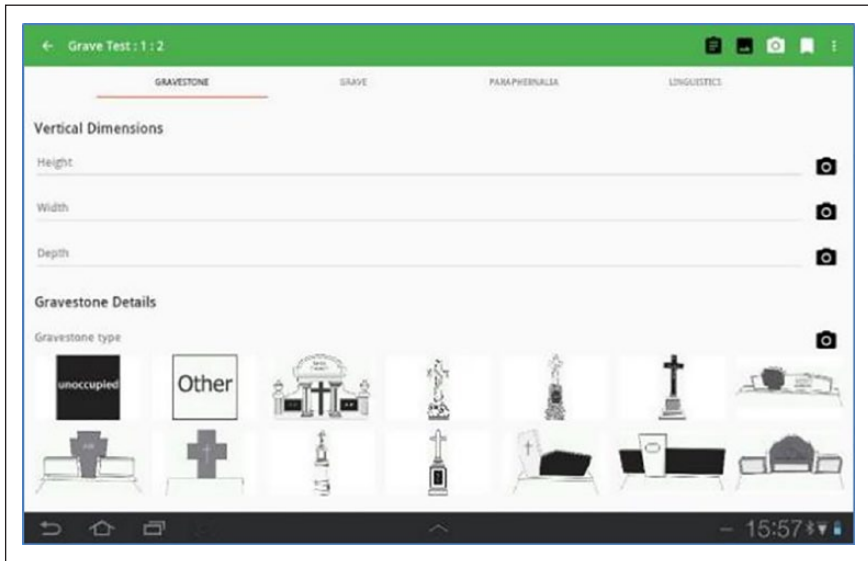 Grave Test : 1 : 2
GRAVESTONE GRAVE PARAPHERNALIA LINGUISTICS
Vertical Dimensions
Height
Width
Depth
Gravestone Details
Gravestone type
unoccupied Other
15:57